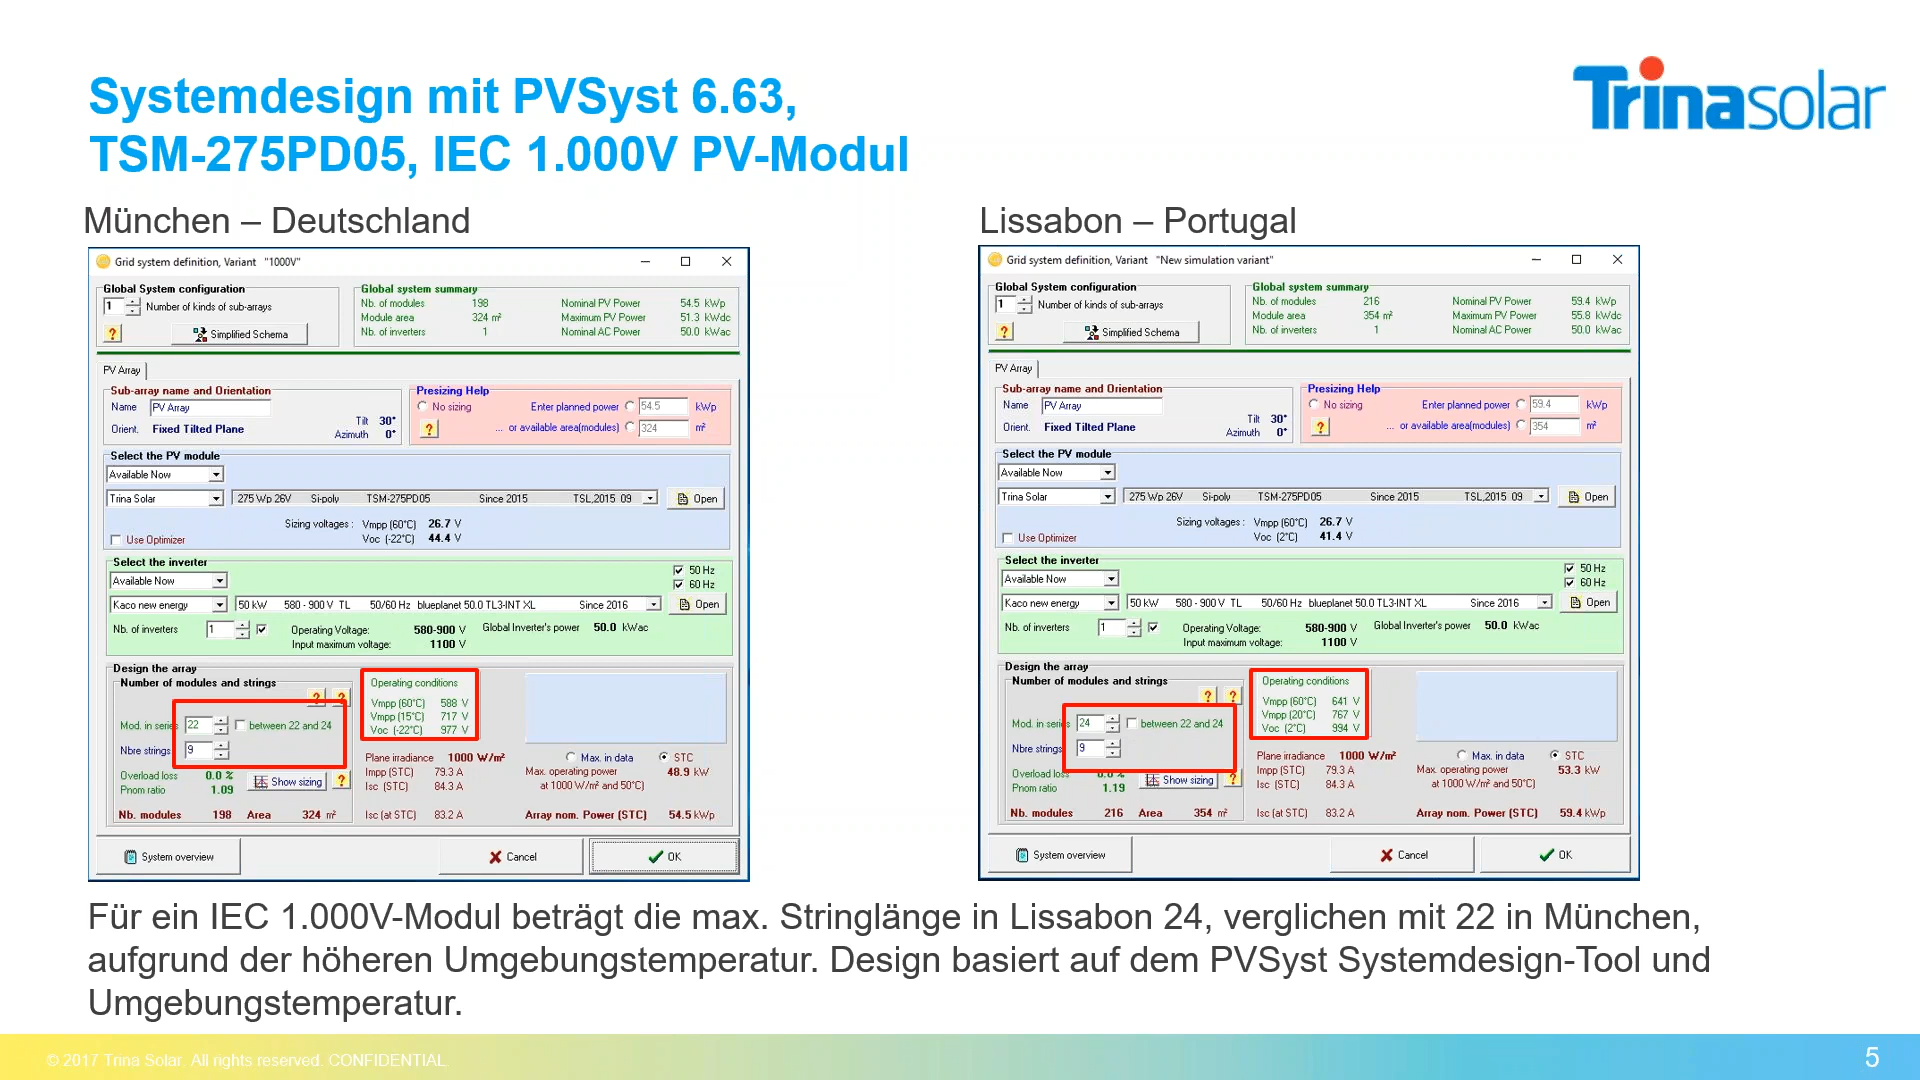 Systemdesign mit PVSyst 6.63,
TSM-275PD05, IEC 1.000V PV-Modul
Trinasolar
München – Deutschland
Grid system definition, Variant "1000V"
Global System configuration
1 Number of kinds of sub-arrays
? Simplified Schema
Global system summary
Nb. of modules 198 Nominal PV Power 54.5 kWp
Module area 324 m² Maximum PV Power 51.3 kWdc
Nb. of inverters 1 Nominal AC Power 50.0 kWac
PV Array
Sub-array name and Orientation
Name PV Array
Tilt 30°
Orient. Fixed Tilted Plane
Azimuth 0°
Presizing Help
No sizing Enter planned power 54.5 kWp
? ... or available area(modules) 324 m²
Select the PV module
Available Now
Trina Solar 275 Wp 26V Si-poly TSM-275PD05 Since 2015 TSL,2015 09 Open
Sizing voltages : Vmpp (60°C) 26.7 V
Use Optimizer Voc (-22°C) 44.4 V
Select the inverter
Available Now 50 Hz
60 Hz
Kaco new energy 50 kW 580 - 900 V TL 50/60 Hz blueplanet 50.0 TL3-INT XL Since 2016 Open
Nb. of inverters 1 Operating Voltage: 580-900 V Global Inverter's power 50.0 kWac
Input maximum voltage: 1100 V
Design the array
Number of modules and strings
? ?
Mod. in series 22 between 22 and 24
Nbre strings 9
Overload loss 0.0 %
Pnom ratio 1.09
Show sizing ?
Nb. modules 198 Area 324 m²
Operating conditions
Vmpp (60°C) 588 V
Vmpp (15°C) 717 V
Voc (-22°C) 977 V
Plane irradiance 1000 W/m²
Impp (STC) 79.3 A
Isc (STC) 84.3 A
Isc (at STC) 83.2 A
Max. in data STC
Max. operating power 48.9 kW
at 1000 W/m² and 50°C)
Array nom. Power (STC) 54.5 kWp
System overview Cancel OK
Lissabon – Portugal
Grid system definition, Variant "New simulation variant"
Global System configuration
1 Number of kinds of sub-arrays
? Simplified Schema
Global system summary
Nb. of modules 216 Nominal PV Power 59.4 kWp
Module area 354 m² Maximum PV Power 55.8 kWdc
Nb. of inverters 1 Nominal AC Power 50.0 kWac
PV Array
Sub-array name and Orientation
Name PV Array
Tilt 30°
Orient. Fixed Tilted Plane
Azimuth 0°
Presizing Help
No sizing Enter planned power 59.4 kWp
? ... or available area(modules) 354 m²
Select the PV module
Available Now
Trina Solar 275 Wp 26V Si-poly TSM-275PD05 Since 2015 TSL,2015 09 Open
Sizing voltages : Vmpp (60°C) 26.7 V
Use Optimizer Voc (2°C) 41.4 V
Select the inverter
Available Now 50 Hz
60 Hz
Kaco new energy 50 kW 580 - 900 V TL 50/60 Hz blueplanet 50.0 TL3-INT XL Since 2016 Open
Nb. of inverters 1 Operating Voltage: 580-900 V Global Inverter's power 50.0 kWac
Input maximum voltage: 1100 V
Design the array
Number of modules and strings
? ?
Mod. in series 24 between 22 and 24
Nbre strings 9
Overload loss 0.0 %
Pnom ratio 1.19
Show sizing ?
Nb. modules 216 Area 354 m²
Operating conditions
Vmpp (60°C) 641 V
Vmpp (20°C) 767 V
Voc (2°C) 994 V
Plane irradiance 1000 W/m²
Impp (STC) 79.3 A
Isc (STC) 84.3 A
Isc (at STC) 83.2 A
Max. in data STC
Max. operating power 53.3 kW
at 1000 W/m² and 50°C)
Array nom. Power (STC) 59.4 kWp
System overview Cancel OK
Für ein IEC 1.000V-Modul beträgt die max. Stringlänge in Lissabon 24, verglichen mit 22 in München,
aufgrund der höheren Umgebungstemperatur. Design basiert auf dem PVSyst Systemdesign-Tool und
Umgebungstemperatur.
© 2017 Trina Solar. All rights reserved. CONFIDENTIAL
5